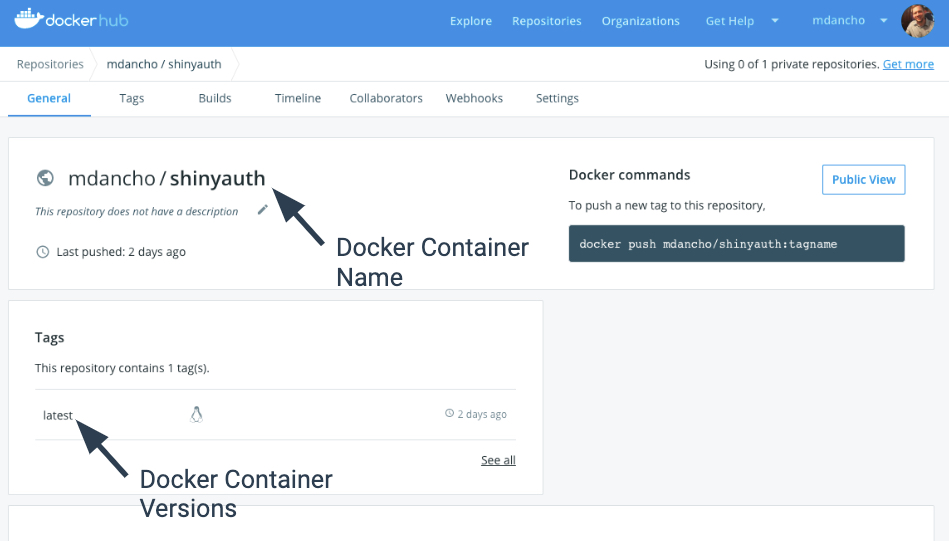 dockerhub
Explore Repositories Organizations Get Help mdancho
Repositories mdancho / shinyauth Using 0 of 1 private repositories. Get more
General Tags Builds Timeline Collaborators Webhooks Settings
mdancho / shinyauth
This repository does not have a description
Last pushed: 2 days ago
Docker commands
Public View
To push a new tag to this repository,
docker push mdancho/shinyauth:tagname
Docker Container
Name
Tags
This repository contains 1 tag(s).
latest 2 days ago
See all
Docker Container
Versions